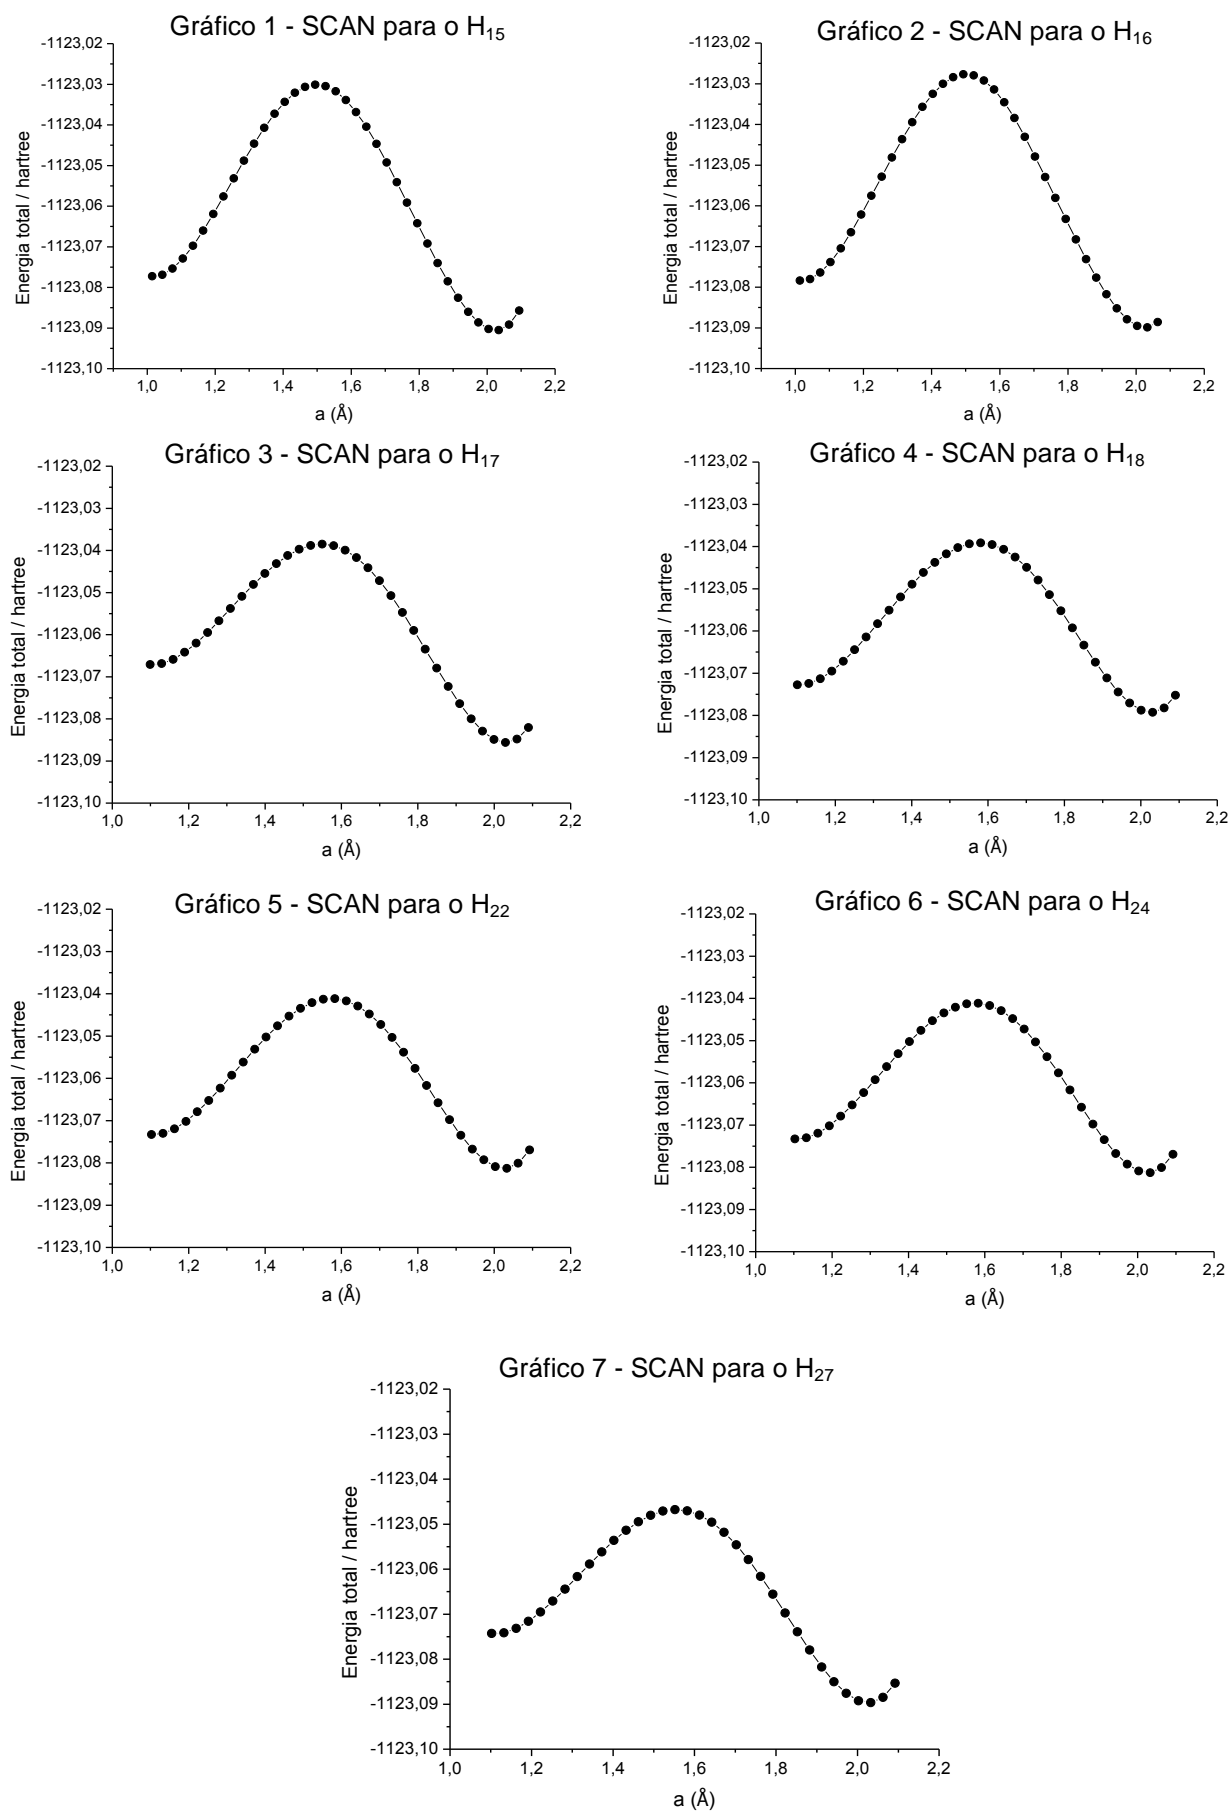 Gráfico 1 - SCAN para o H15
-1123,02
-1123,03
-1123,04
-1123,05
-1123,06
-1123,07
-1123,08
-1123,09
-1123,10
Energia total / hartree
1,0 1,2 1,4 1,6 1,8 2,0 2,2
a (Å)
Gráfico 2 - SCAN para o H16
-1123,02
-1123,03
-1123,04
-1123,05
-1123,06
-1123,07
-1123,08
-1123,09
-1123,10
Energia total / hartree
1,0 1,2 1,4 1,6 1,8 2,0 2,2
a (Å)
Gráfico 3 - SCAN para o H17
-1123,02
-1123,03
-1123,04
-1123,05
-1123,06
-1123,07
-1123,08
-1123,09
-1123,10
Energia total / hartree
1,0 1,2 1,4 1,6 1,8 2,0 2,2
a (Å)
Gráfico 4 - SCAN para o H18
-1123,02
-1123,03
-1123,04
-1123,05
-1123,06
-1123,07
-1123,08
-1123,09
-1123,10
Energia total / hartree
1,0 1,2 1,4 1,6 1,8 2,0 2,2
a (Å)
Gráfico 5 - SCAN para o H22
-1123,02
-1123,03
-1123,04
-1123,05
-1123,06
-1123,07
-1123,08
-1123,09
-1123,10
Energia total / hartree
1,0 1,2 1,4 1,6 1,8 2,0 2,2
a (Å)
Gráfico 6 - SCAN para o H24
-1123,02
-1123,03
-1123,04
-1123,05
-1123,06
-1123,07
-1123,08
-1123,09
-1123,10
Energia total / hartree
1,0 1,2 1,4 1,6 1,8 2,0 2,2
a (Å)
Gráfico 7 - SCAN para o H27
-1123,02
-1123,03
-1123,04
-1123,05
-1123,06
-1123,07
-1123,08
-1123,09
-1123,10
Energia total / hartree
1,0 1,2 1,4 1,6 1,8 2,0 2,2
a (Å)